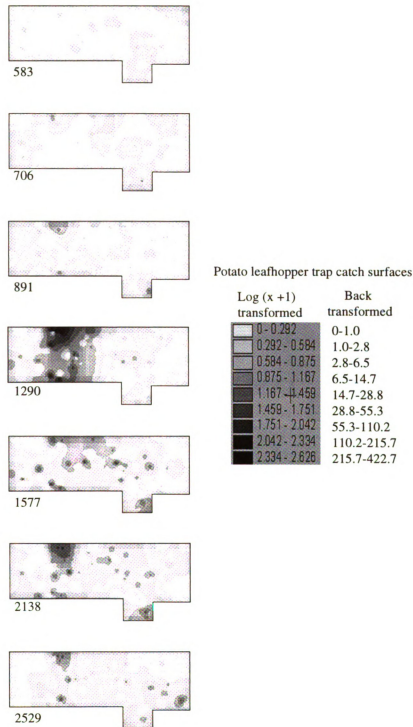 583
706
891
1290
1577
2138
2529
Potato leafhopper trap catch surfaces
Log (x +1) Back
transformed transformed
0 - 0.292 0-1.0
0.292 - 0.584 1.0-2.8
0.584 - 0.875 2.8-6.5
0.875 - 1.167 6.5-14.7
1.167 - 1.459 14.7-28.8
1.459 - 1.751 28.8-55.3
1.751 - 2.042 55.3-110.2
2.042 - 2.334 110.2-215.7
2.334 - 2.626 215.7-422.7